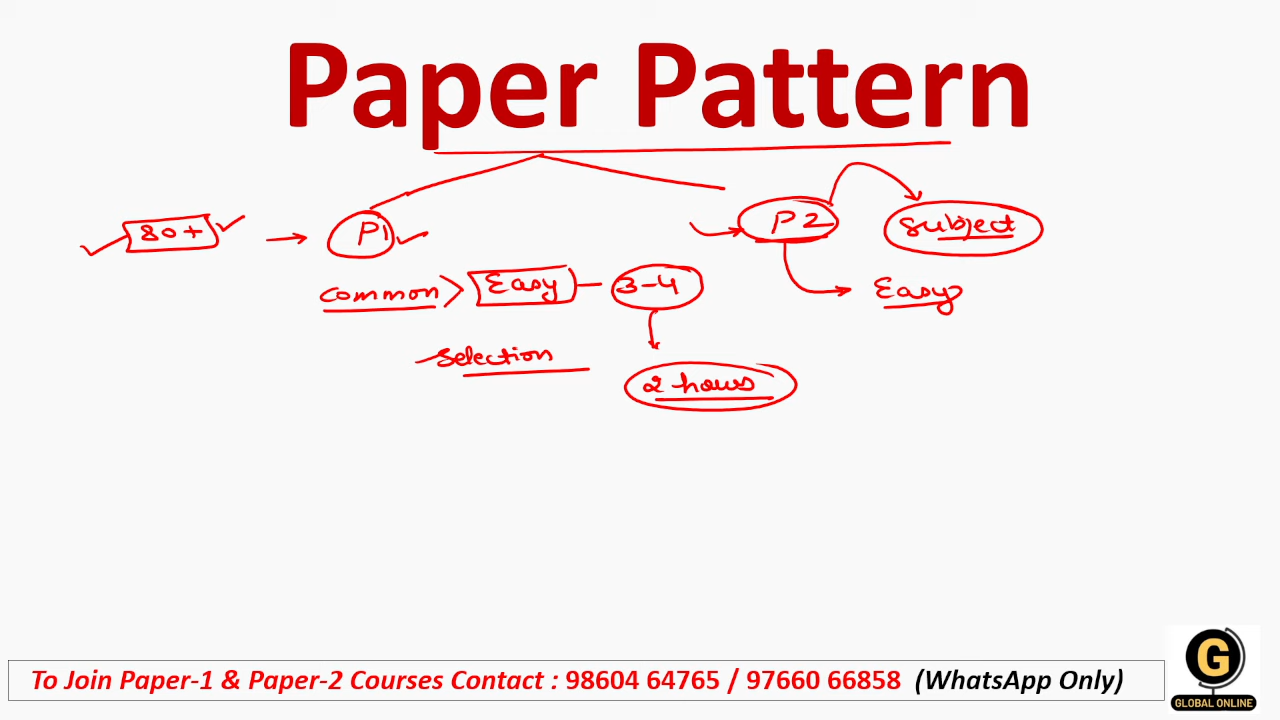 Paper Pattern
80+ P1 P2 Subject
Common Easy 3-4 Easy
Selection 2 hours
To Join Paper-1 & Paper-2 Courses Contact : 98604 64765 / 97660 66858 (WhatsApp Only)
G
GLOBAL ONLINE